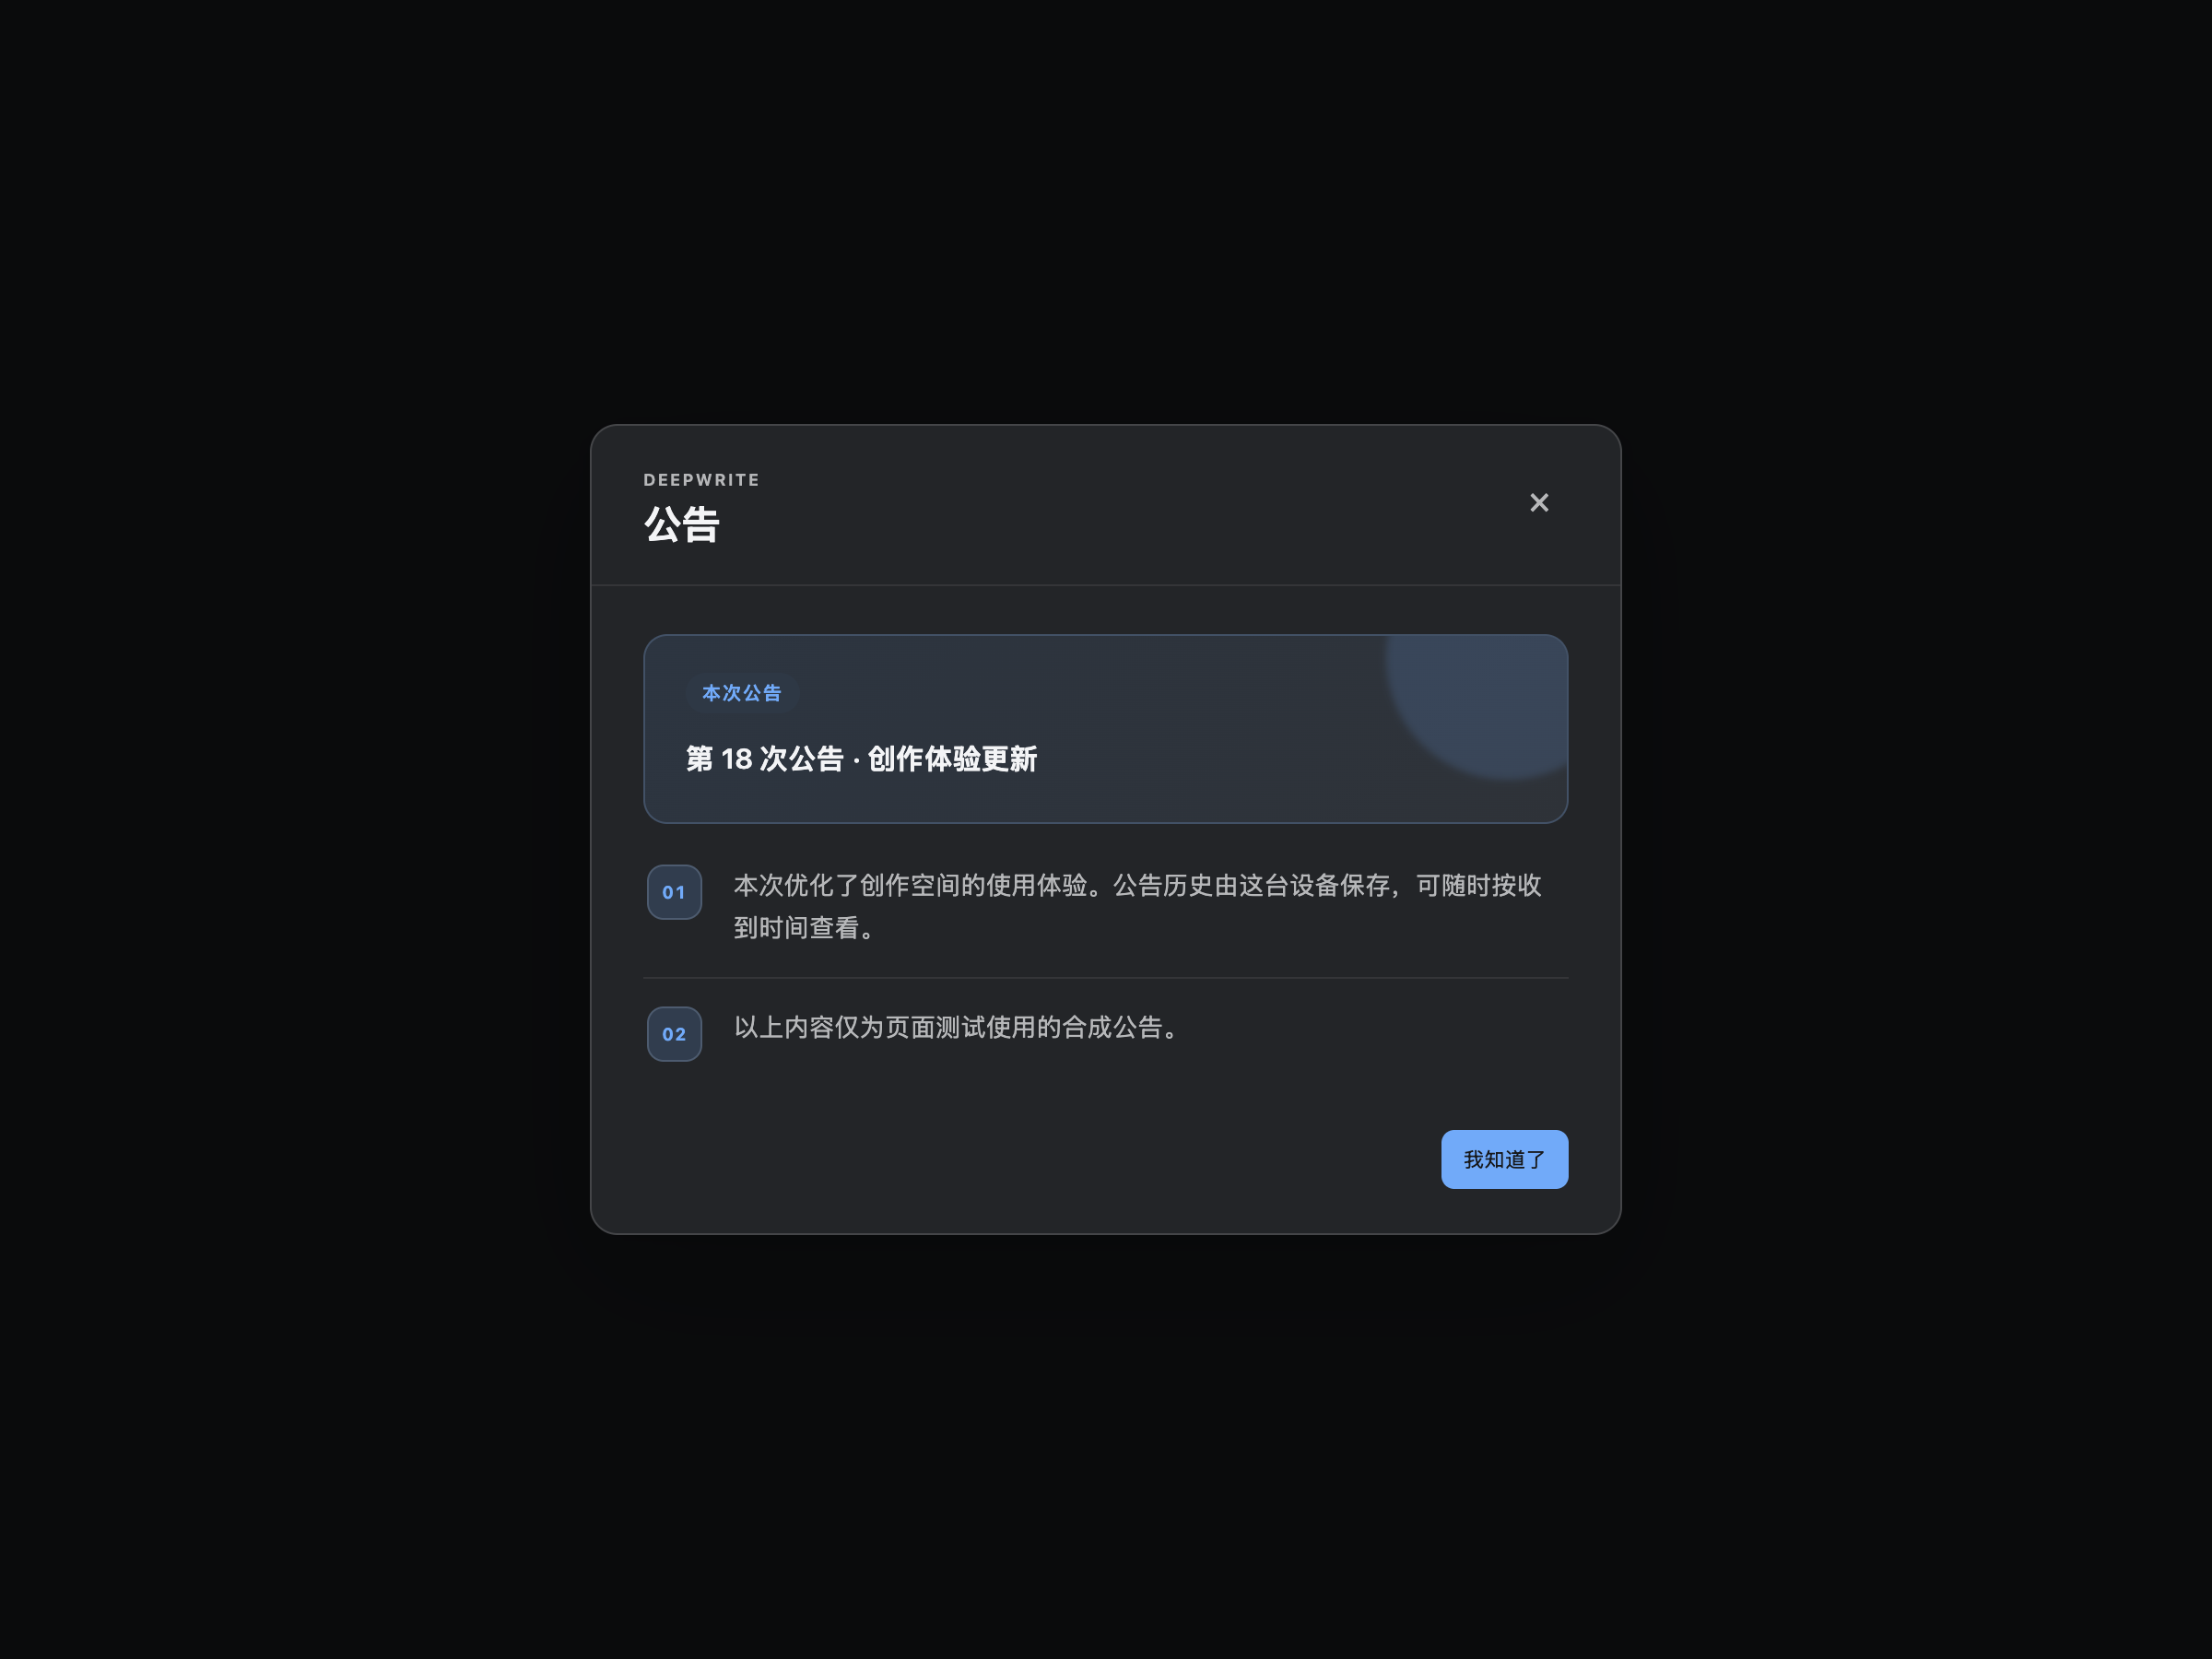 DEEPWRITE
公告
本次公告
第 18 次公告 · 创作体验更新
01
本次优化了创作空间的使用体验。公告历史由这台设备保存，可随时按收
到时间查看。
02
以上内容仅为页面测试使用的合成公告。
我知道了